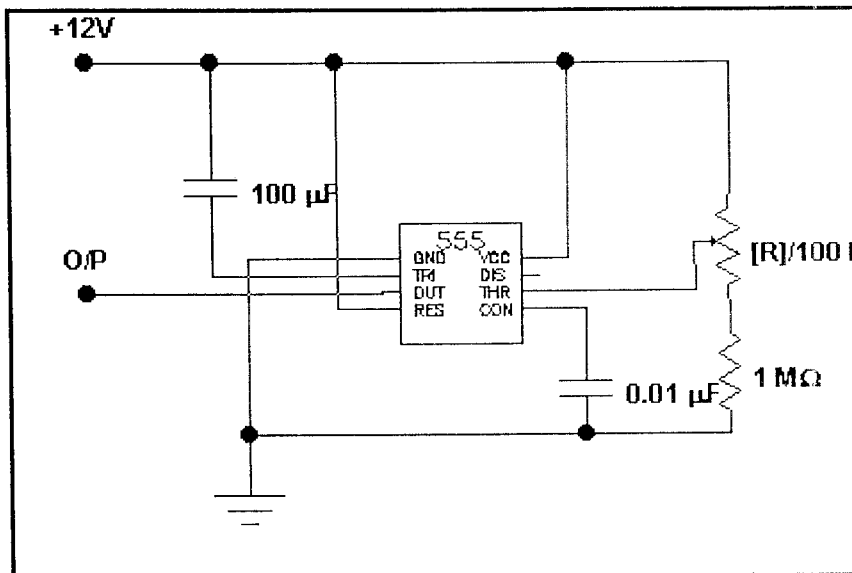 +12V
100 µF
555
GND VCC
TRI DIS
O/P
OUT THR
RES CON
[R]/100
0.01 µF
1 MΩ